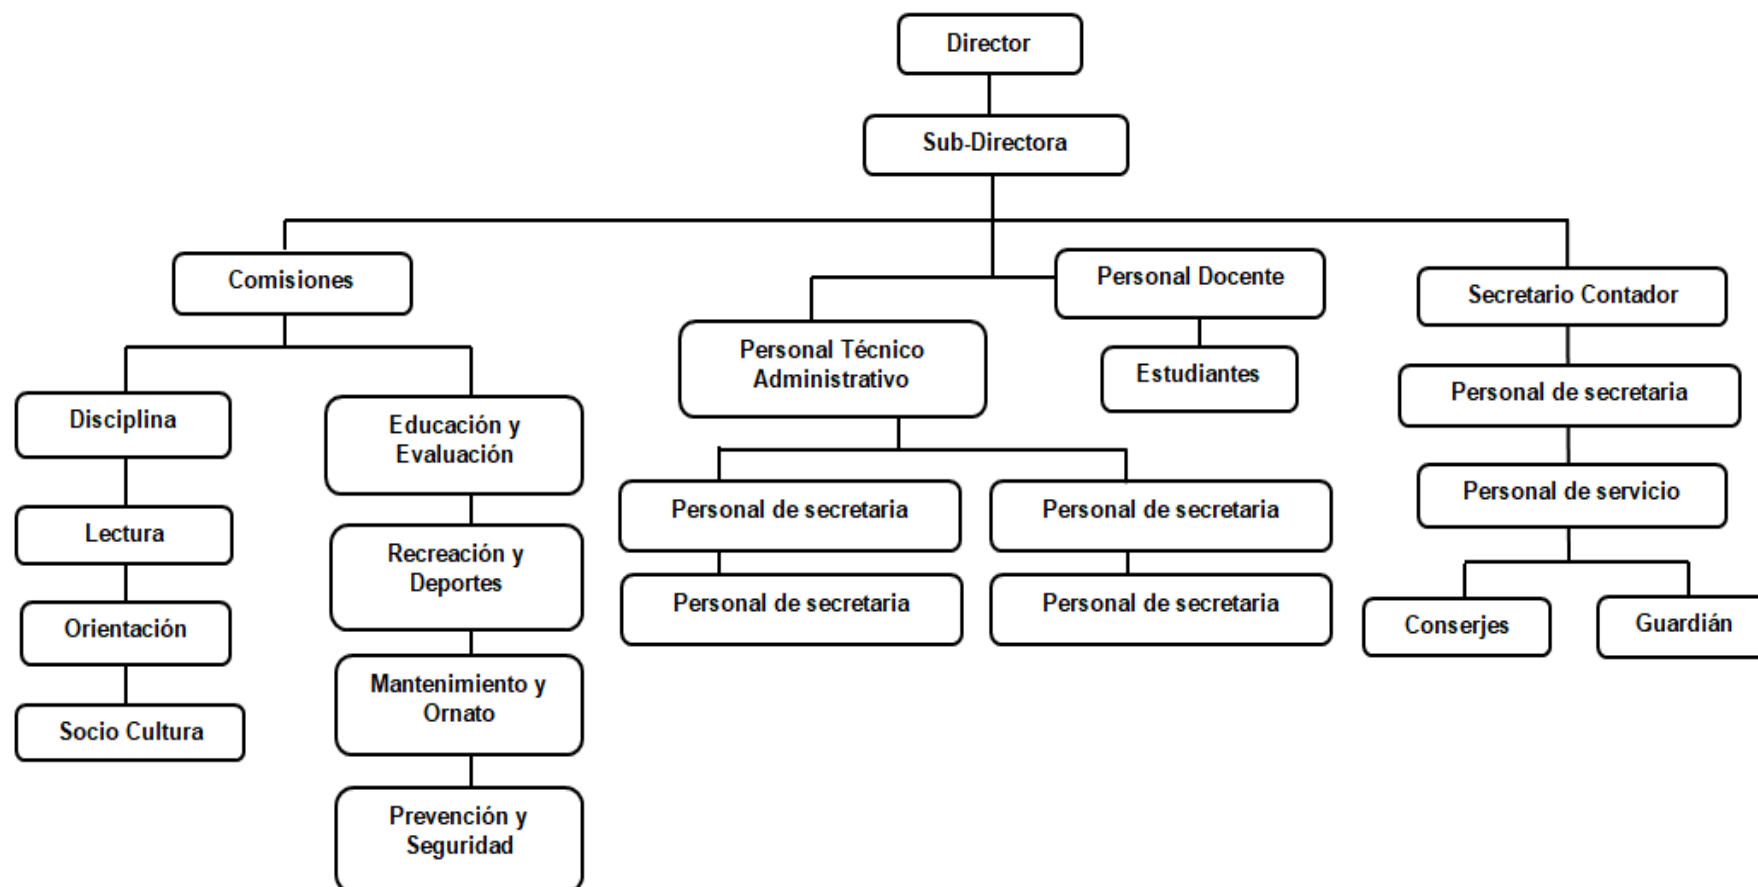 Director
Sub-Directora
Comisiones
Personal Docente
Secretario Contador
Personal Técnico
Administrativo
Estudiantes
Personal de secretaria
Disciplina
Educación y
Evaluación
Personal de secretaria
Personal de secretaria
Personal de servicio
Lectura
Recreación y
Deportes
Personal de secretaria
Personal de secretaria
Conserjes
Guardián
Orientación
Mantenimiento y
Ornato
Socio Cultura
Prevención y
Seguridad